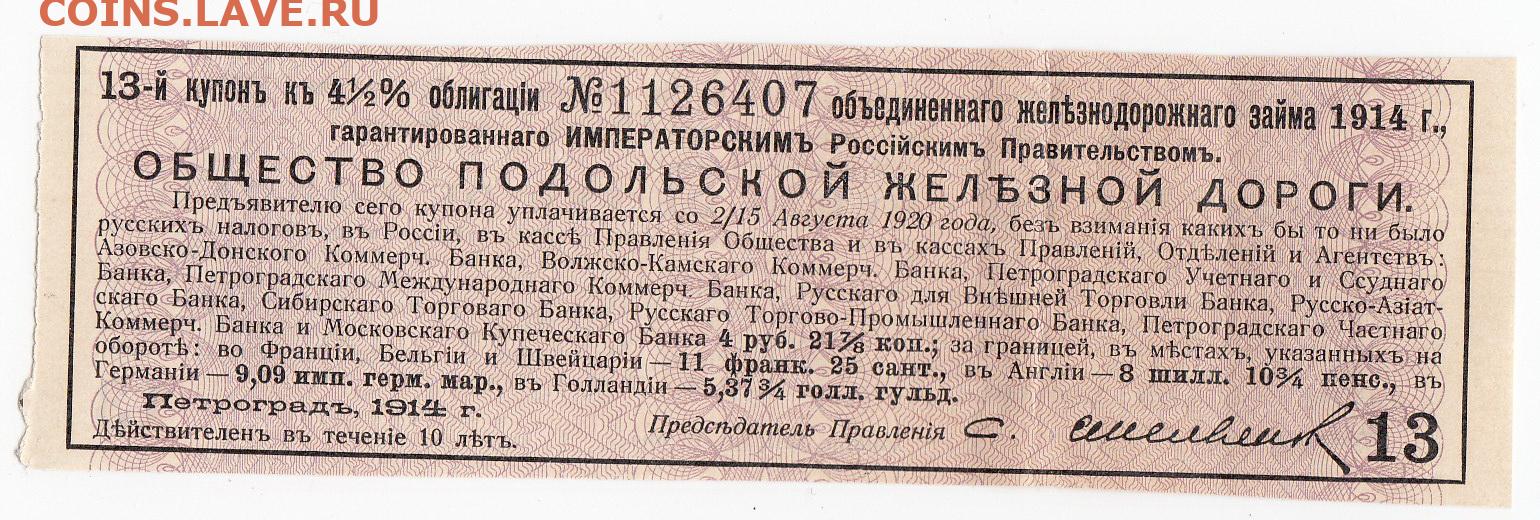 COINS.LAVE.RU
13-й купонъ къ 4½% облигаціи №1126407 объединеннаго желѣзнодорожнаго займа 1914 г.,
гарантированнаго ИМПЕРАТОРСКИМЪ Россійскимъ Правительствомъ.
ОБЩЕСТВО ПОДОЛЬСКОЙ ЖЕЛѢЗНОЙ ДОРОГИ.
Предъявителю сего купона уплачивается со 2/15 Августа 1920 года, безъ взиманія какихъ бы то ни было
русскихъ налоговъ, въ Россіи, въ кассѣ Правленія Общества и въ кассахъ Правленій, Отдѣленій и Агентствъ:
Азовско-Донского Коммерч. Банка, Волжско-Камскаго Коммерч. Банка, Петроградскаго Учетнаго и Ссуднаго
Банка, Петроградскаго Международнаго Коммерч. Банка, Русскаго для Внѣшней Торговли Банка, Русско-Азіат-
скаго Банка, Сибирскаго Торговаго Банка, Русскаго Торгово-Промышленнаго Банка, Петроградскаго Частнаго
Коммерч. Банка и Московскаго Купеческаго Банка 4 руб. 21⅞ коп.; за границей, въ мѣстахъ, указанныхъ на
оборотѣ: во Франціи, Бельгіи и Швейцаріи — 11 франк. 25 сант., въ Англіи — 8 шилл. 10¾ пенс., въ
Германіи — 9,09 имп. герм. мар., въ Голландіи — 5,37¾ голл. гульд.
Петроградъ, 1914 г.
Дѣйствителенъ въ теченіе 10 лѣтъ.
Предсѣдатель Правленія С.
13